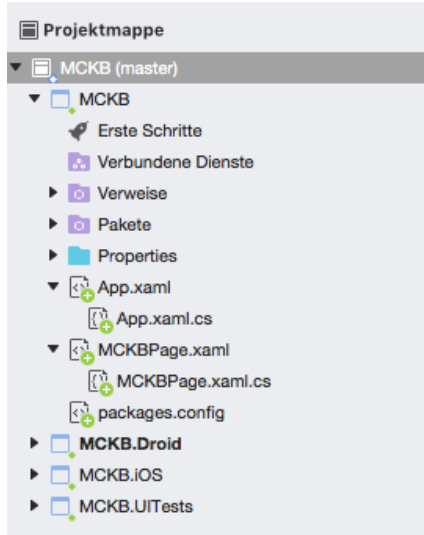 Projektmappe
MCKB (master)
MCKB
Erste Schritte
Verbundene Dienste
Verweise
Pakete
Properties
App.xaml
App.xaml.cs
MCKBPage.xaml
MCKBPage.xaml.cs
packages.config
MCKB.Droid
MCKB.iOS
MCKB.UITests